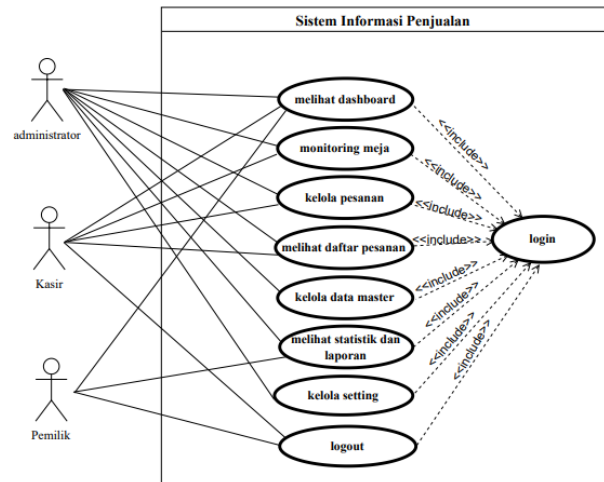 Sistem Informasi Penjualan
administrator
Kasir
Pemilik
melihat dashboard
monitoring meja
kelola pesanan
melihat daftar pesanan
kelola data master
melihat statistik dan
laporan
kelola setting
logout
<<include>>
<<include>>
<<include>>
<<include>>
<<include>>
<<include>>
<<include>>
<<include>>
login